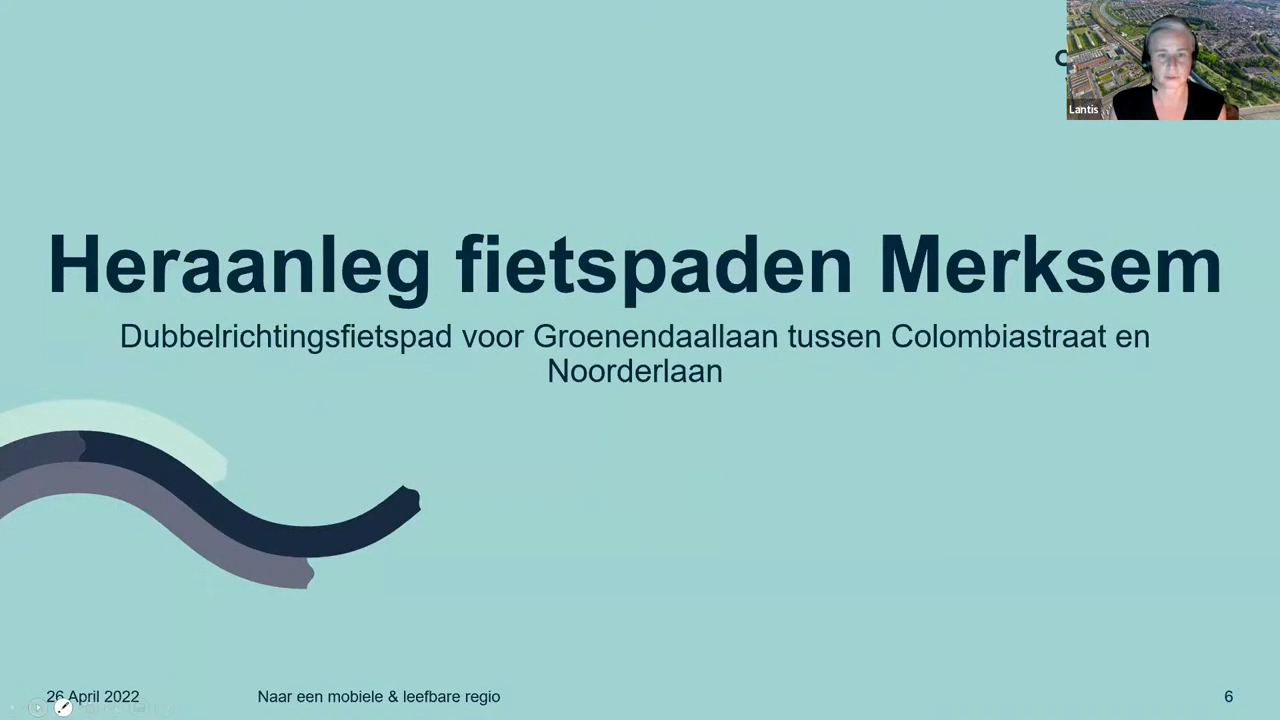 Lantis
Heraanleg fietspaden Merksem
Dubbelrichtingsfietspad voor Groenendaallaan tussen Colombiastraat en
Noorderlaan
26 April 2022
Naar een mobiele & leefbare regio
6